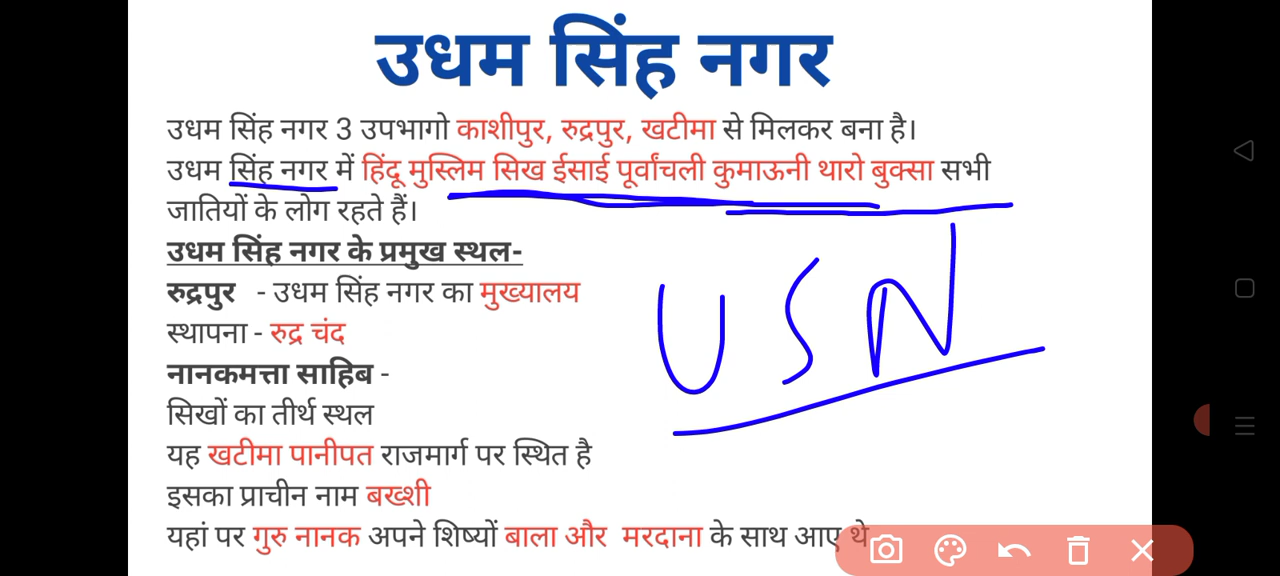 उधम सिंह नगर
उधम सिंह नगर 3 उपभागो काशीपुर, रुद्रपुर, खटीमा से मिलकर बना है।
उधम सिंह नगर में हिंदू मुस्लिम सिख ईसाई पूर्वांचली कुमाऊनी थारो बुक्सा सभी
जातियों के लोग रहते हैं।
उधम सिंह नगर के प्रमुख स्थल-
रुद्रपुर - उधम सिंह नगर का मुख्यालय
स्थापना - रुद्र चंद
USN
नानकमत्ता साहिब -
सिखों का तीर्थ स्थल
यह खटीमा पानीपत राजमार्ग पर स्थित है
इसका प्राचीन नाम बख्शी
यहां पर गुरु नानक अपने शिष्यों बाला और मरदाना के साथ आए थे